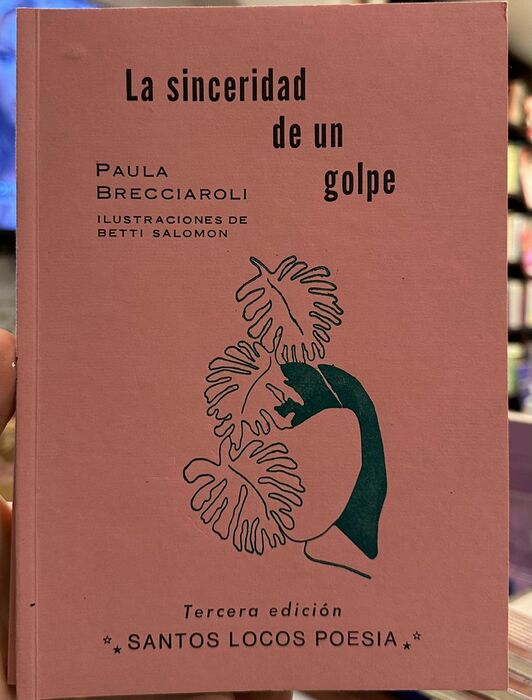 La sinceridad
de un
golpe
PAULA
BRECCIAROLI
ILUSTRACIONES DE
BETTI SALOMON
Tercera edición
SANTOS LOCOS POESIA